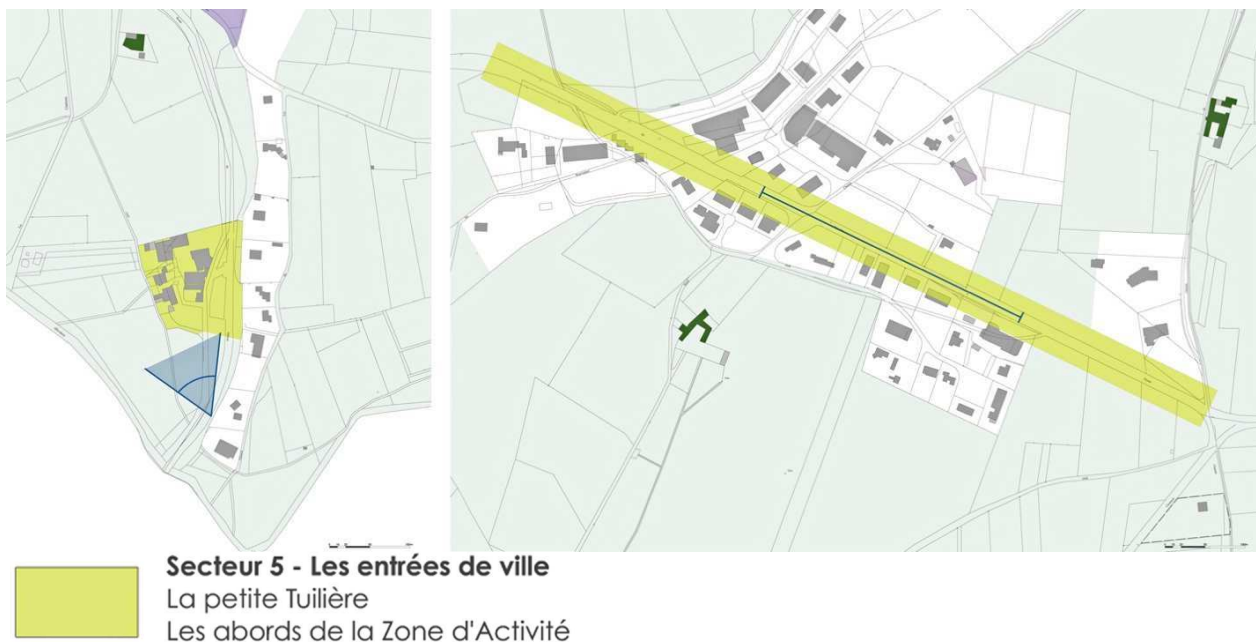 Secteur 5 - Les entrées de ville
La petite Tuilière
Les abords de la Zone d'Activité